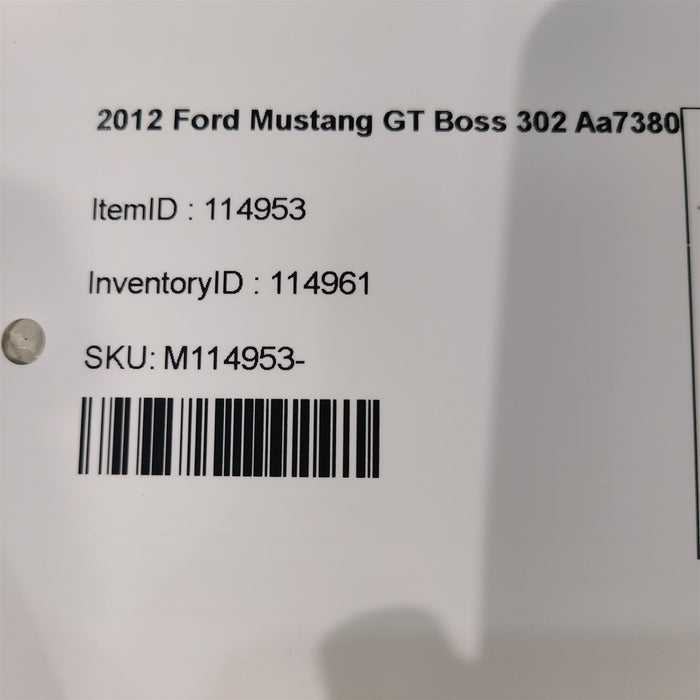 2012 Ford Mustang GT Boss 302 Aa7380
ItemID : 114953
InventoryID : 114961
SKU: M114953-